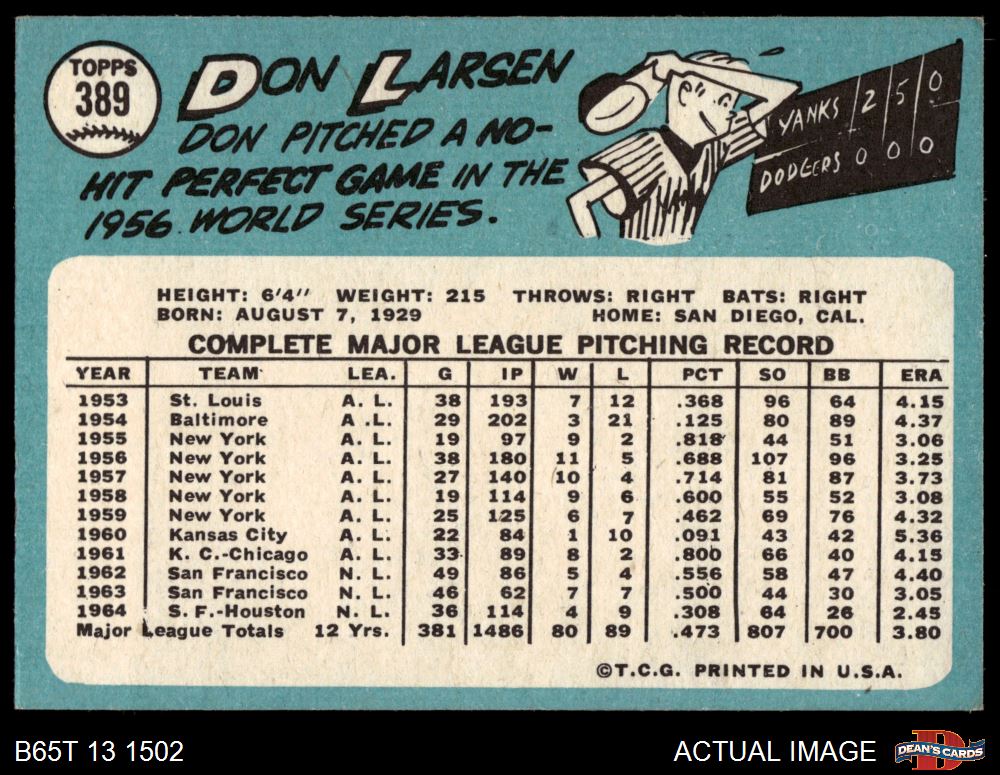 TOPPS
389
DON LARSEN
DON PITCHED A NO-
HIT PERFECT GAME IN THE
1956 WORLD SERIES.
YANKS 2 5 0
DODGERS 0 0 0
HEIGHT: 6'4" WEIGHT: 215 THROWS: RIGHT BATS: RIGHT
BORN: AUGUST 7, 1929 HOME: SAN DIEGO, CAL.
COMPLETE MAJOR LEAGUE PITCHING RECORD
YEAR TEAM LEA. G IP W L PCT SO BB ERA
1953 St. Louis A. L. 38 193 7 12 .368 96 64 4.15
1954 Baltimore A .L. 29 202 3 21 .125 80 89 4.37
1955 New York A. L. 19 97 9 2 .818 44 51 3.06
1956 New York A. L. 38 180 11 5 .688 107 96 3.25
1957 New York A. L. 27 140 10 4 .714 81 87 3.73
1958 New York A. L. 19 114 9 6 .600 55 52 3.08
1959 New York A. L. 25 125 6 7 .462 69 76 4.32
1960 Kansas City A. L. 22 84 1 10 .091 43 42 5.36
1961 K. C.-Chicago A. L. 33 89 8 2 .800 66 40 4.15
1962 San Francisco N. L. 49 86 5 4 .556 58 47 4.40
1963 San Francisco N. L. 46 62 7 7 .500 44 30 3.05
1964 S. F.-Houston N. L. 36 114 4 9 .308 64 26 2.45
Major League Totals 12 Yrs. 381 1486 80 89 .473 807 700 3.80
©T.C.G. PRINTED IN U.S.A.
B65T 13 1502
ACTUAL IMAGE
D
DEAN'S CARDS